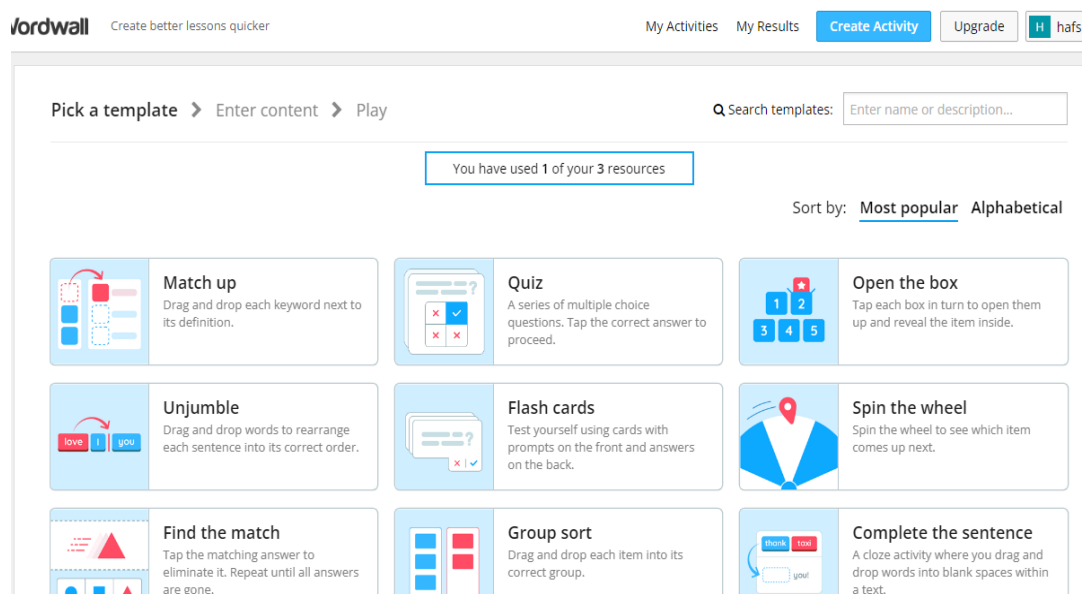 Wordwall Create better lessons quicker My Activities My Results Create Activity Upgrade H hafs
Pick a template > Enter content > Play Search templates: Enter name or description...
You have used 1 of your 3 resources
Sort by: Most popular Alphabetical
Match up
Drag and drop each keyword next to
its definition.
?
Quiz
A series of multiple choice
questions. Tap the correct answer to
proceed.
1 2
3 4 5
Open the box
Tap each box in turn to open them
up and reveal the item inside.
love I you
Unjumble
Drag and drop words to rearrange
each sentence into its correct order.
?
Flash cards
Test yourself using cards with
prompts on the front and answers
on the back.
Spin the wheel
Spin the wheel to see which item
comes up next.
Find the match
Tap the matching answer to
eliminate it. Repeat until all answers
are gone.
Group sort
Drag and drop each item into its
correct group.
thank taxi
you!
Complete the sentence
A cloze activity where you drag and
drop words into blank spaces within
a text.